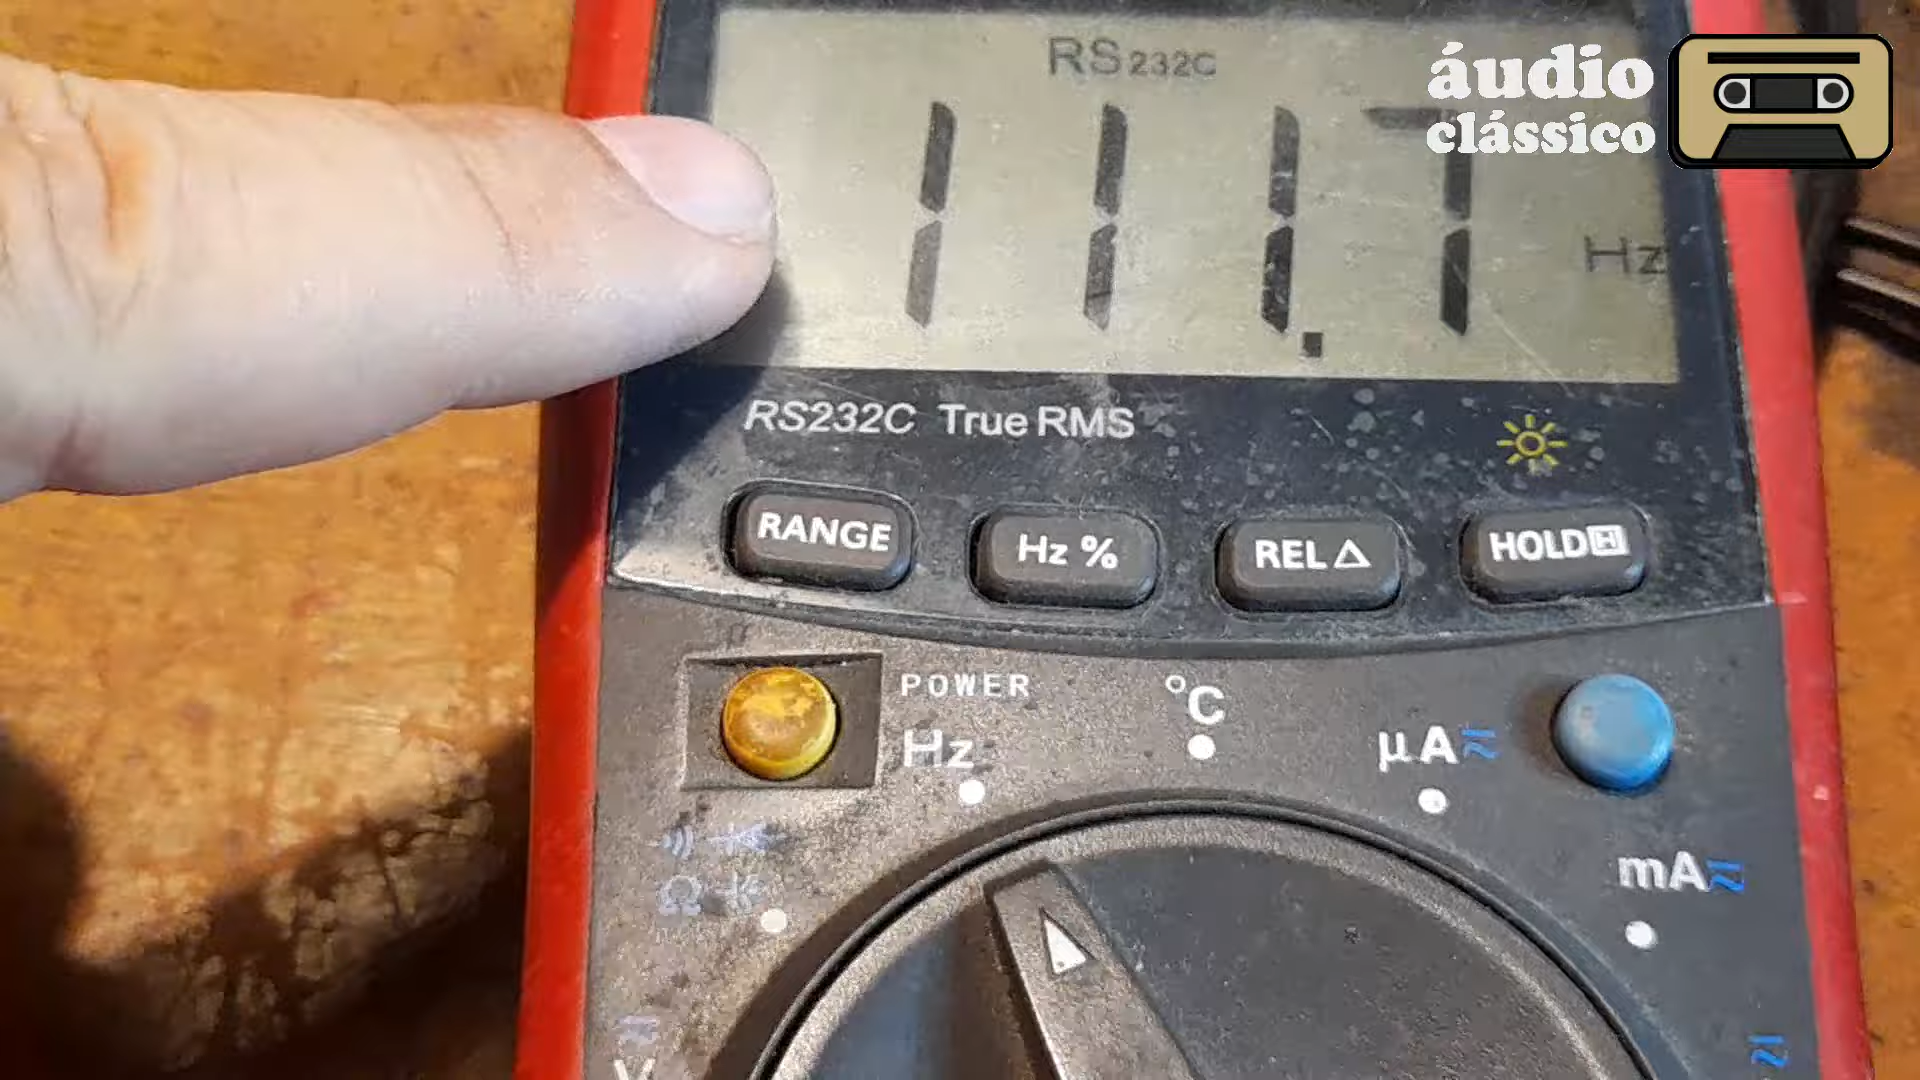 RS232C
áudio
clássico
111.7
Hz
RS232C True RMS
RANGE
Hz %
REL △
HOLD H
POWER
Hz
°C
µA
mA
Ω
V